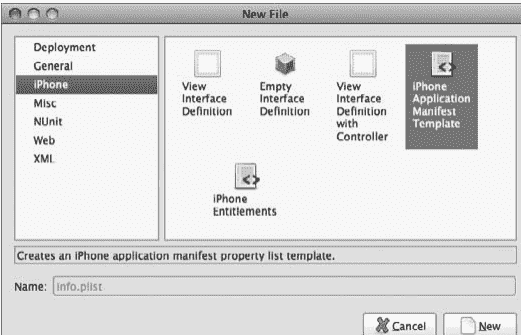 New File
Deployment
General
iPhone
Misc
NUnit
Web
XML
View
Interface
Definition
Empty
Interface
Definition
View
Interface
Definition
with
Controller
iPhone
Application
Manifest
Template
iPhone
Entitlements
Creates an iPhone application manifest property list template.
Name: info.plist
Cancel New